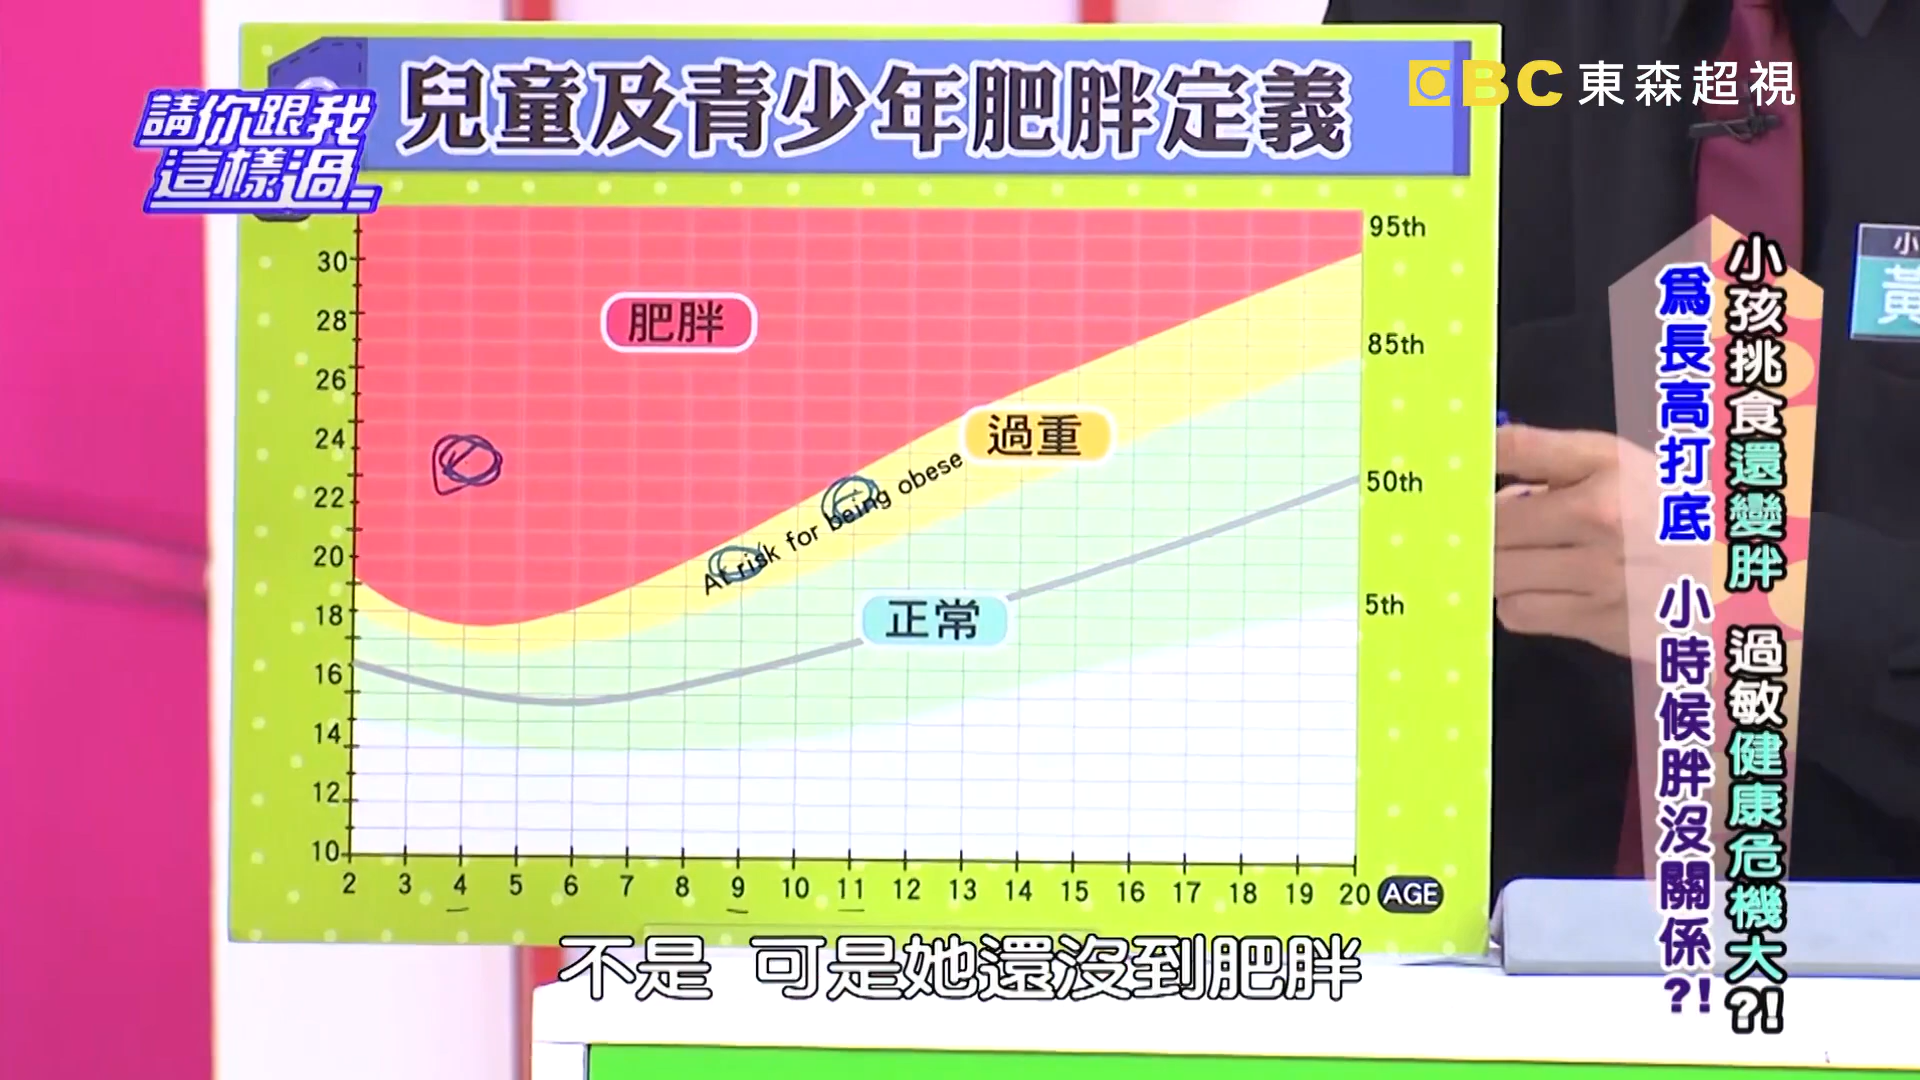 兒童及青少年肥胖定義
EBC 東森超視
請你跟我
這樣過
小孩挑食還變胖 過敏健康危機大?!
為長高打底 小時候胖沒關係?!
小
黃
30
28
26
24
22
20
18
16
14
12
10
肥胖
過重
At risk for being obese
正常
95th
85th
50th
5th
2 3 4 5 6 7 8 9 10 11 12 13 14 15 16 17 18 19 20 AGE
不是 可是她還沒到肥胖